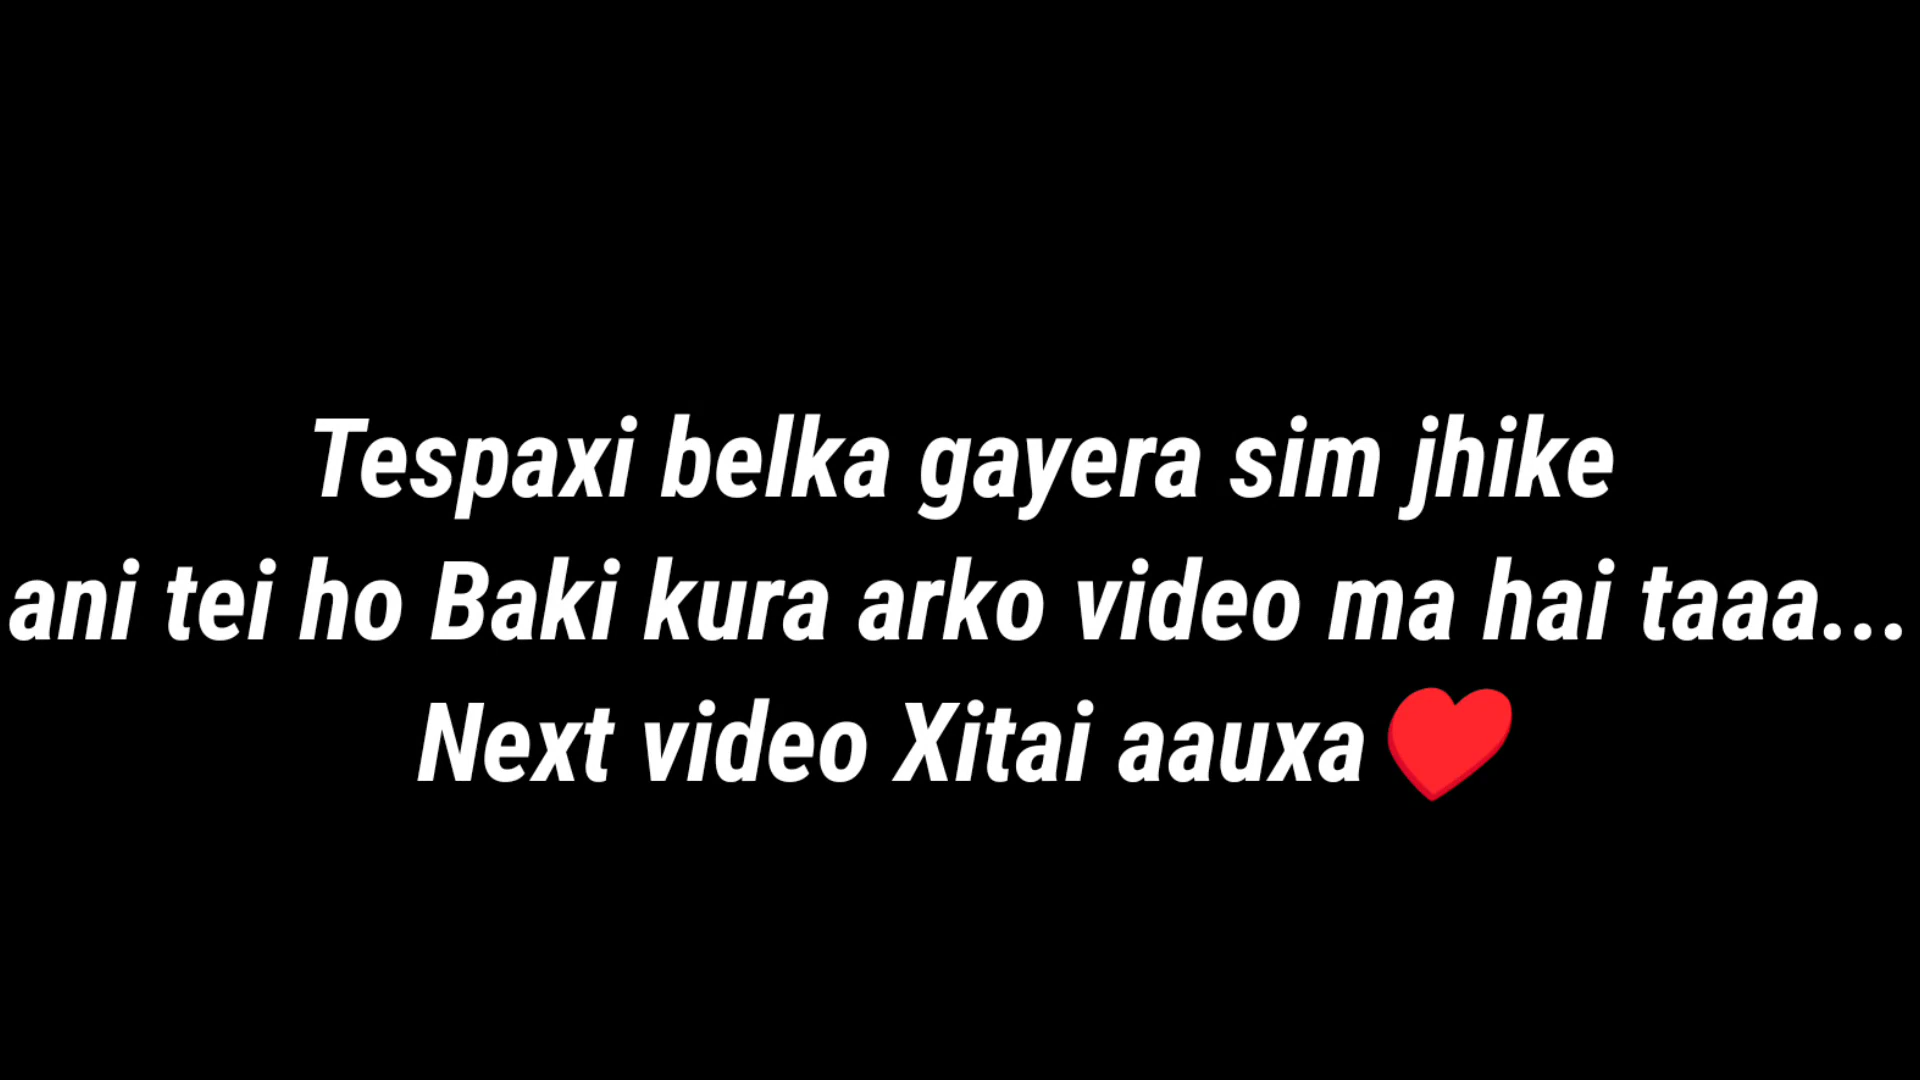 Tespaxi belka gayera sim jhike
ani tei ho Baki kura arko video ma hai taaa...
Next video Xitai aauxa ❤️